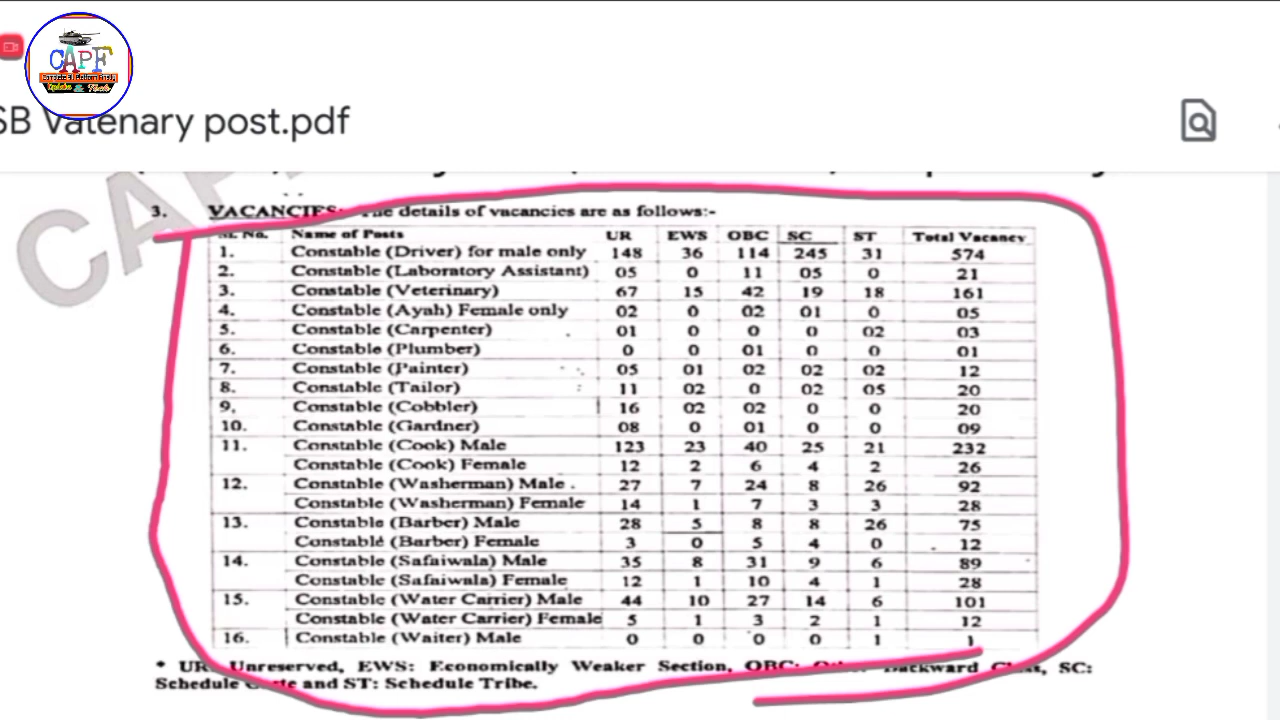 CAPF
SB Vatenary post.pdf
CAPF
3. VACANCIES: The details of vacancies are as follows:-
Sl. No. Name of Posts UR EWS OBC SC ST Total Vacancy
1. Constable (Driver) for male only 148 36 114 245 31 574
2. Constable (Laboratory Assistant) 05 0 11 05 0 21
3. Constable (Veterinary) 67 15 42 19 18 161
4. Constable (Ayah) Female only 02 0 02 01 0 05
5. Constable (Carpenter) 01 0 0 0 02 03
6. Constable (Plumber) 0 0 01 0 0 01
7. Constable (Painter) 05 01 02 02 02 12
8. Constable (Tailor) 11 02 0 02 05 20
9. Constable (Cobbler) 16 02 02 0 0 20
10. Constable (Gardner) 08 0 01 0 0 09
11. Constable (Cook) Male 123 23 40 25 21 232
Constable (Cook) Female 12 2 6 4 2 26
12. Constable (Washerman) Male 27 7 24 8 26 92
Constable (Washerman) Female 14 1 7 3 3 28
13. Constable (Barber) Male 28 5 8 8 26 75
Constable (Barber) Female 3 0 5 4 0 12
14. Constable (Safaiwala) Male 35 8 31 9 6 89
Constable (Safaiwala) Female 12 1 10 4 1 28
15. Constable (Water Carrier) Male 44 10 27 14 6 101
Constable (Water Carrier) Female 5 1 3 2 1 12
16. Constable (Waiter) Male 0 0 0 0 1 1
* UR: Unreserved, EWS: Economically Weaker Section, OBC: Other Backward Class, SC:
Schedule Caste and ST: Schedule Tribe.